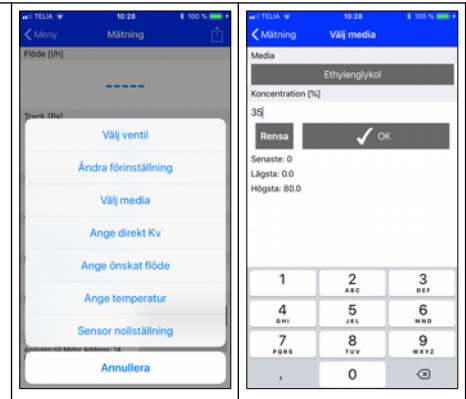 TELIA 10:28 100 %
Meny Mätning
Flöde [l/h]
-----
Tryck [Pa]
Välj ventil
Ändra förinställning
Välj media
Ange direkt Kv
Ange önskat flöde
Ange temperatur
Sensor nollställning
Annullera
TELIA 10:28 100 %
Mätning Välj media
Media
Ethylenglykol
Koncentration [%]
35
Rensa OK
Senaste: 0
Lägsta: 0.0
Högsta: 80.0
1 2 3
ABC DEF
4 5 6
GHI JKL MNO
7 8 9
PQRS TUV WXYZ
, 0